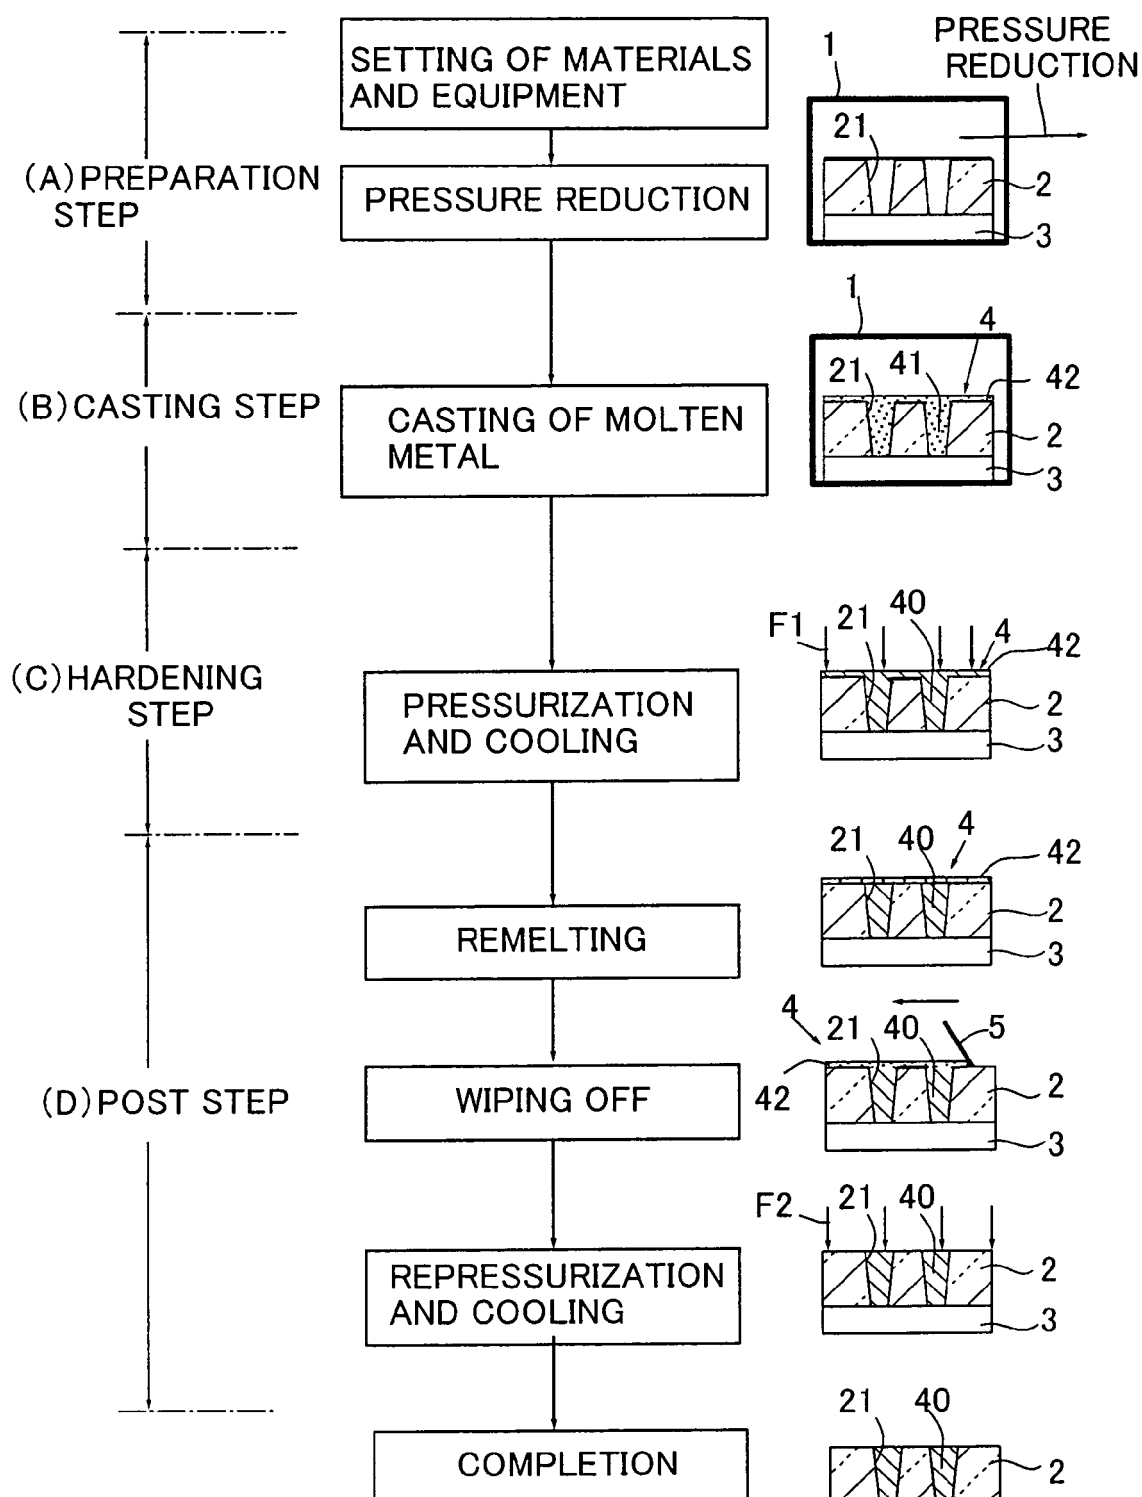 SETTING OF MATERIALS
AND EQUIPMENT
PRESSURE
REDUCTION
1
21
2
3
(A)PREPARATION
STEP
PRESSURE REDUCTION
1
4
21
41
42
2
3
(B)CASTING STEP
CASTING OF MOLTEN
METAL
F1
21
40
4
42
2
3
(C)HARDENING
STEP
PRESSURIZATION
AND COOLING
21
40
4
42
2
3
REMELTING
4
21
40
5
42
2
3
(D)POST STEP
WIPING OFF
F2
21
40
2
3
REPRESSURIZATION
AND COOLING
21
40
2
COMPLETION